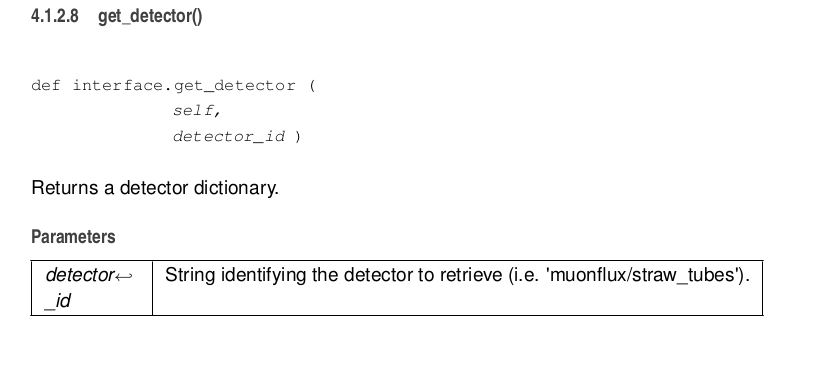 4.1.2.8 get_detector()
def interface.get_detector (
self,
detector_id )
Returns a detector dictionary.
Parameters
detector↩ String identifying the detector to retrieve (i.e. 'muonflux/straw_tubes').
_id